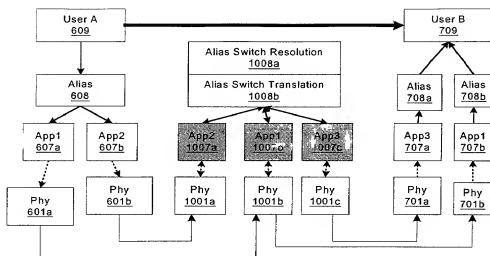 User A
609
User B
709
Alias Switch Resolution
1008a
Alias Switch Translation
1008b
Alias
608
Alias
708a
Alias
708b
App1
607a
App2
607b
App2
1007a
App1
App3
1007c
App3
707a
App1
707b
Phy
601a
Phy
601b
Phy
1001a
Phy
1001b
Phy
1001c
Phy
701a
Phy
701b